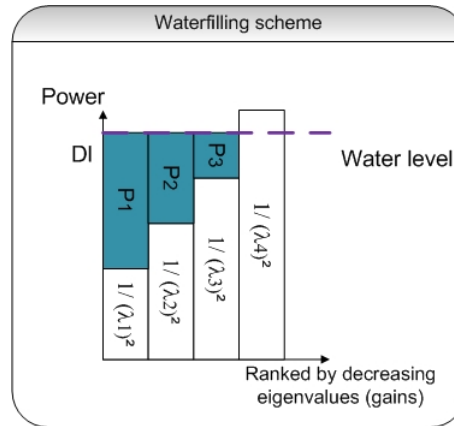 Waterfilling scheme
Power
DI
Water level
P1
P2
P3
1/ (λ1)²
1/ (λ2)²
1/ (λ3)²
1/ (λ4)²
Ranked by decreasing
eigenvalues (gains)